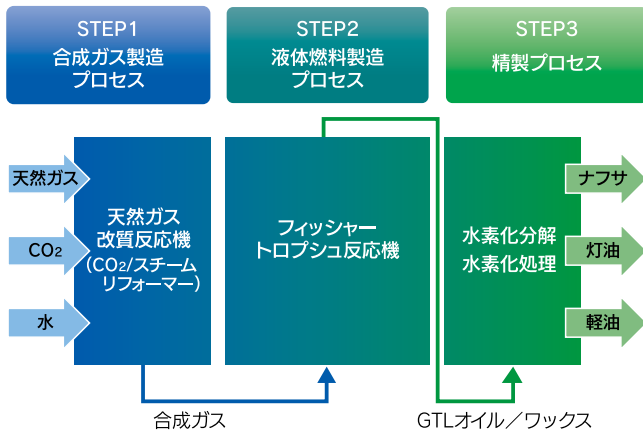 STEP1
合成ガス製造
プロセス
STEP2
液体燃料製造
プロセス
STEP3
精製プロセス
天然ガス
CO₂
水
天然ガス
改質反応機
(CO₂/スチーム
リフォーマー)
フィッシャー
トロプシュ反応機
水素化分解
水素化処理
ナフサ
灯油
軽油
合成ガス
GTLオイル／ワックス